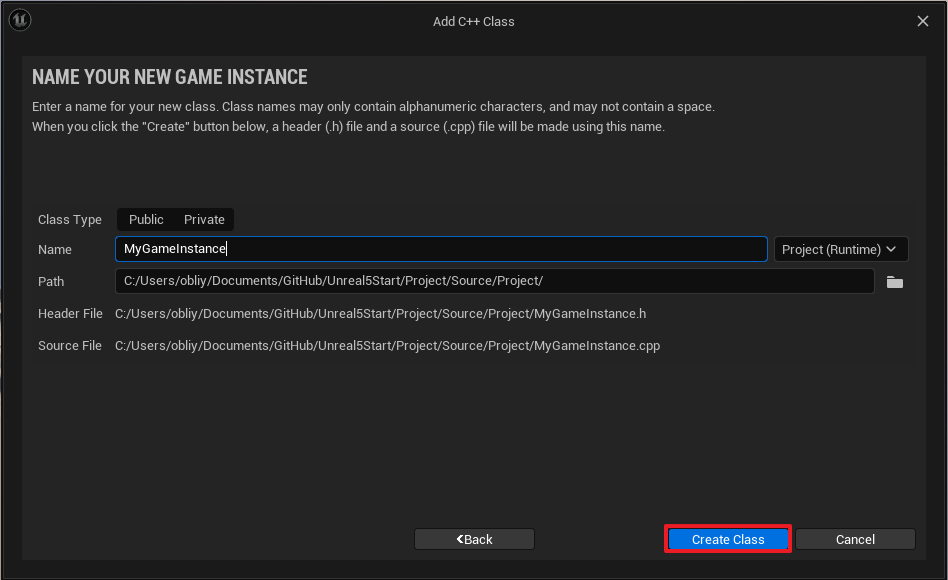 Add C++ Class
NAME YOUR NEW GAME INSTANCE
Enter a name for your new class. Class names may only contain alphanumeric characters, and may not contain a space.
When you click the "Create" button below, a header (.h) file and a source (.cpp) file will be made using this name.
Class Type Public Private
Name MyGameInstance Project (Runtime)
Path C:/Users/obliy/Documents/GitHub/Unreal5Start/Project/Source/Project/
Header File C:/Users/obliy/Documents/GitHub/Unreal5Start/Project/Source/Project/MyGameInstance.h
Source File C:/Users/obliy/Documents/GitHub/Unreal5Start/Project/Source/Project/MyGameInstance.cpp
Back Create Class Cancel